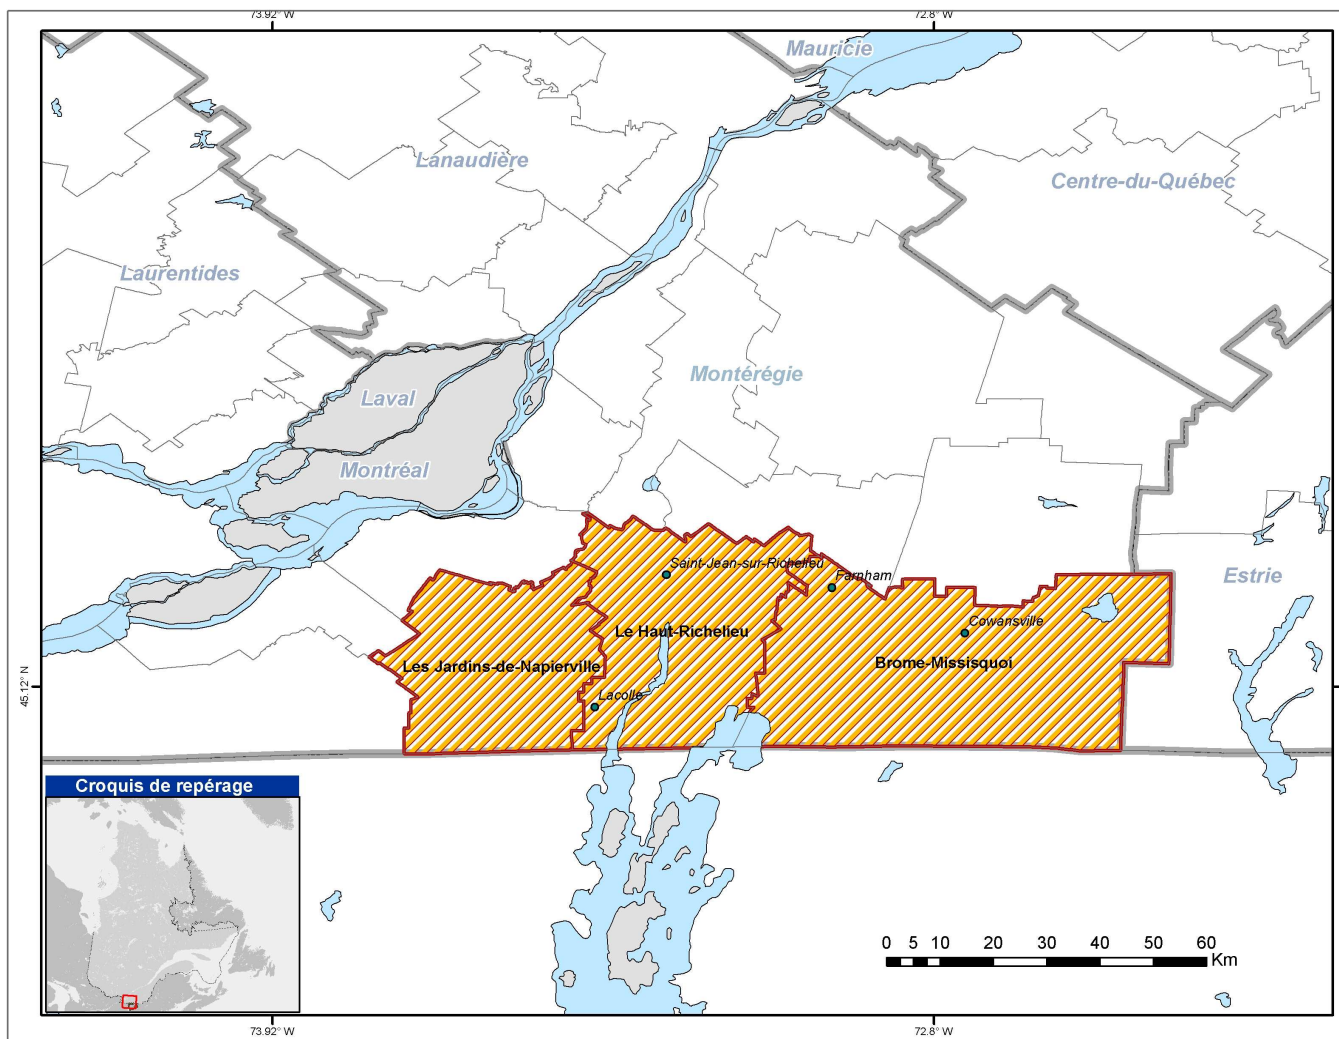 73.92° W
72.8° W
Mauricie
Lanaudière
Centre-du-Québec
Laurentides
Montérégie
Laval
Montréal
Saint-Jean-sur-Richelieu
Farnham
Estrie
Cowansville
Le Haut-Richelieu
Les Jardins-de-Napierville
Brome-Missisquoi
45.12° N
Lacolle
Croquis de repérage
0 5 10 20 30 40 50 60
Km
73.92° W
72.8° W